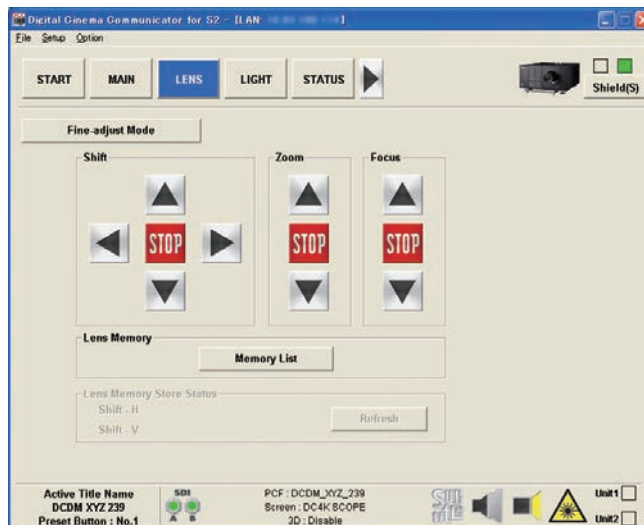 Digital Cinema Communicator for S2 - [LAN: ]
File Setup Option
START MAIN LENS LIGHT STATUS
Shield(S)
Fine-adjust Mode
Shift Zoom Focus
STOP STOP STOP
Lens Memory
Memory List
Lens Memory Store Status
Shift - H
Refresh
Shift - V
Active Title Name
DCDM XYZ 239
Preset Button : No.1
SDI
A B
PCF : DCDM_XYZ_239
Screen : DC4K SCOPE
3D : Disable
Unit1
Unit2